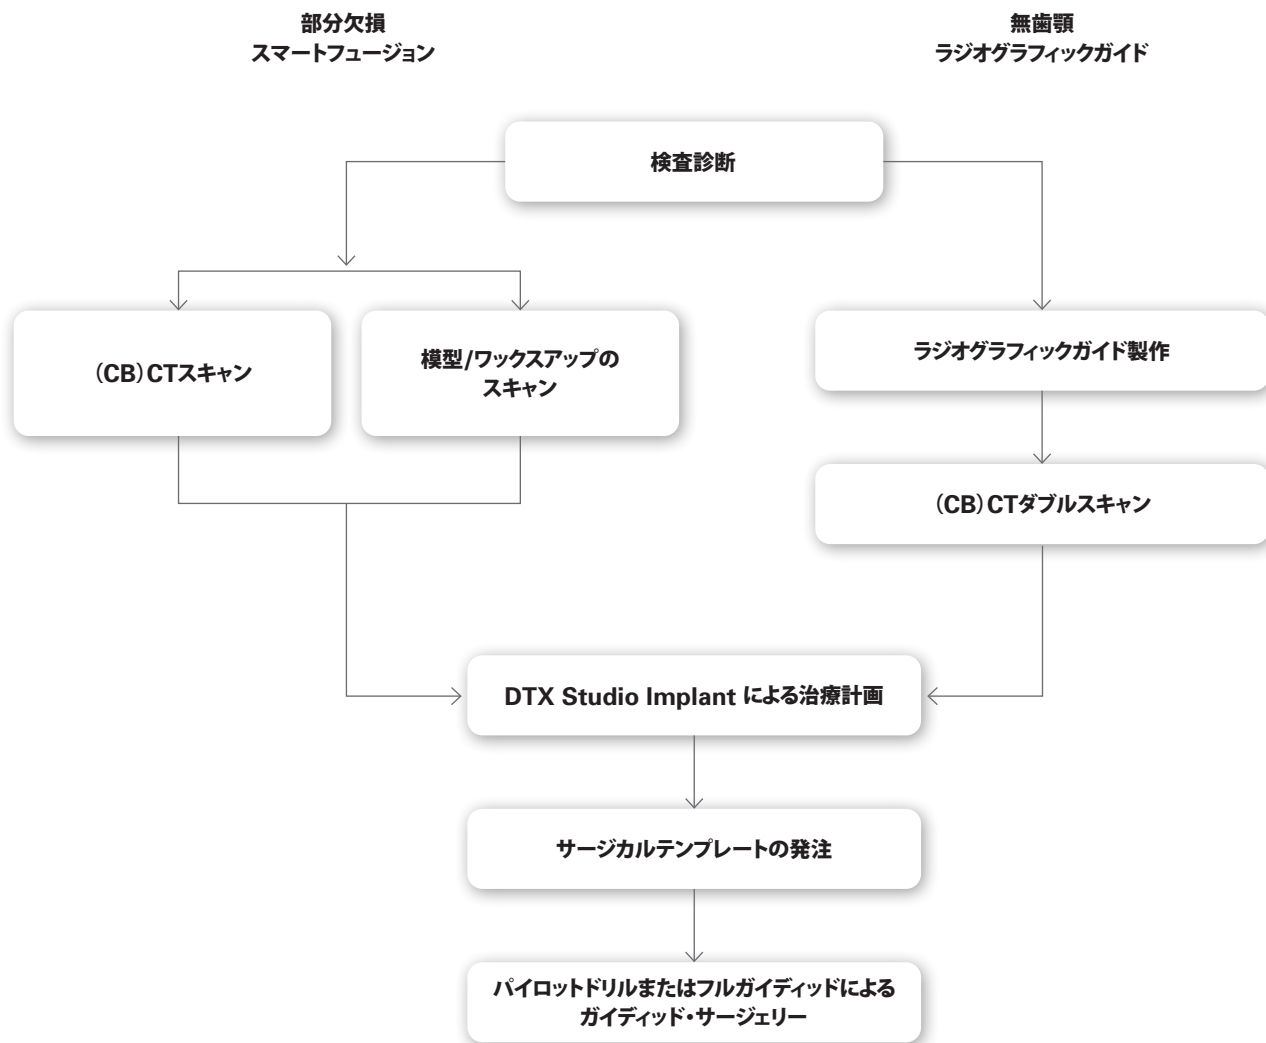 部分欠損
スマートフュージョン
無歯顎
ラジオグラフィックガイド
検査診断
(CB)CTスキャン
模型/ワックスアップの
スキャン
ラジオグラフィックガイド製作
(CB)CTダブルスキャン
DTX Studio Implant による治療計画
サージカルテンプレートの発注
パイロットドリルまたはフルガイディッドによる
ガイディッド・サージェリー